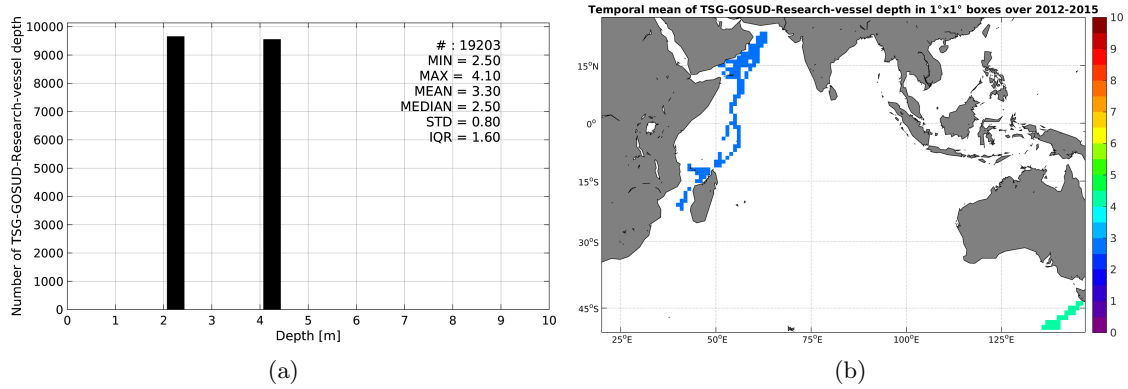 Number of TSG-GOSUD-Research-vessel depth
10000
9000
8000
7000
6000
5000
4000
3000
2000
1000
0
# : 19203
MIN = 2.50
MAX = 4.10
MEAN = 3.30
MEDIAN = 2.50
STD = 0.80
IQR = 1.60
0 1 2 3 4 5 6 7 8 9 10
Depth [m]
(a)
Temporal mean of TSG-GOSUD-Research-vessel depth in 1°x1° boxes over 2012-2015
15°N
0°
15°S
30°S
45°S
25°E 50°E 75°E 100°E 125°E
10
9
8
7
6
5
4
3
2
1
0
(b)